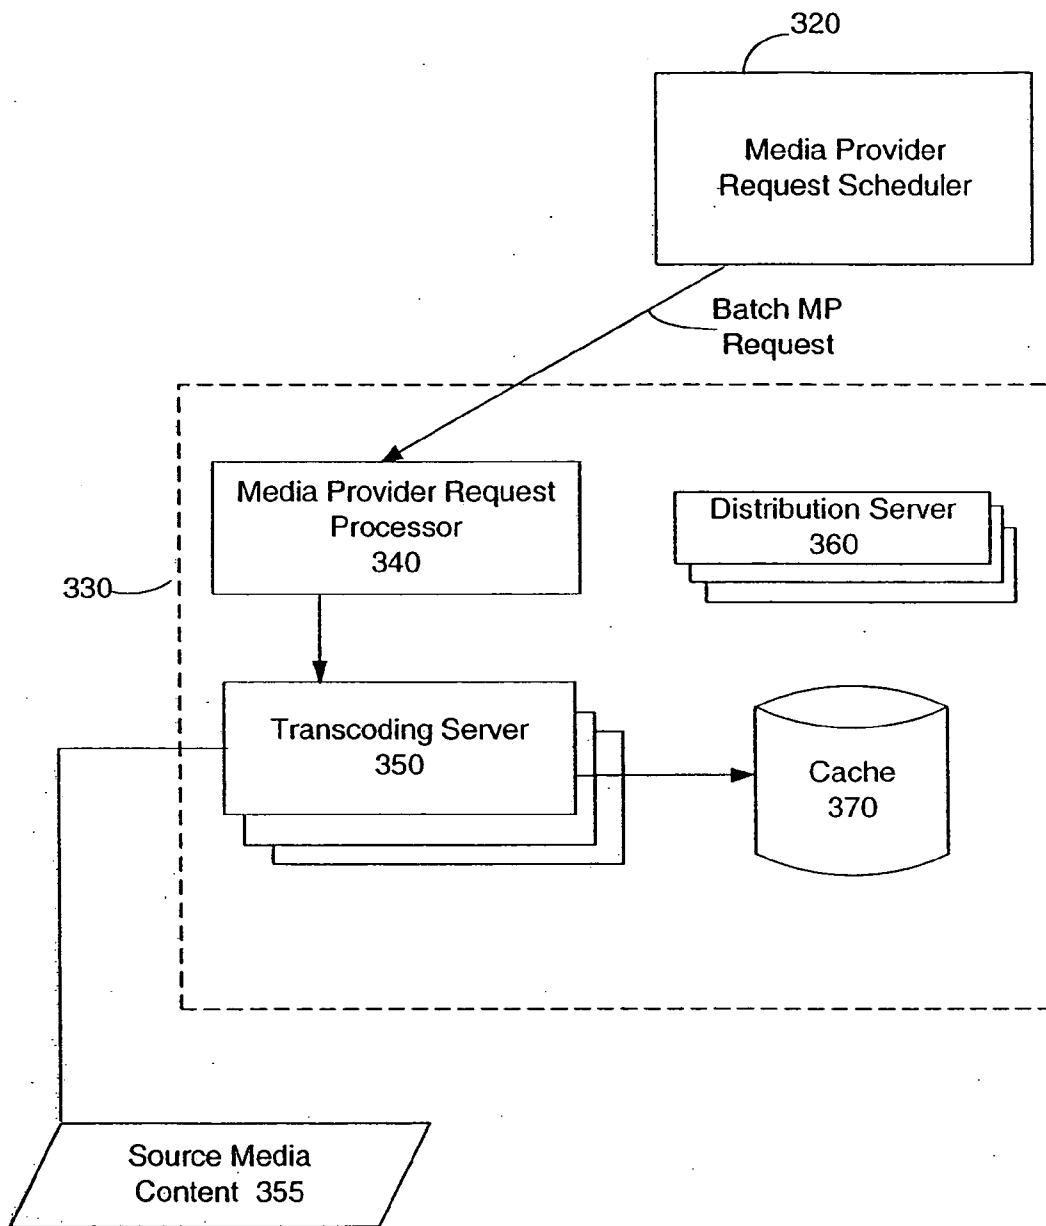 320
Media Provider
Request Scheduler
Batch MP
Request
Media Provider Request
Processor
340
Distribution Server
360
330
Transcoding Server
350
Cache
370
Source Media
Content 355